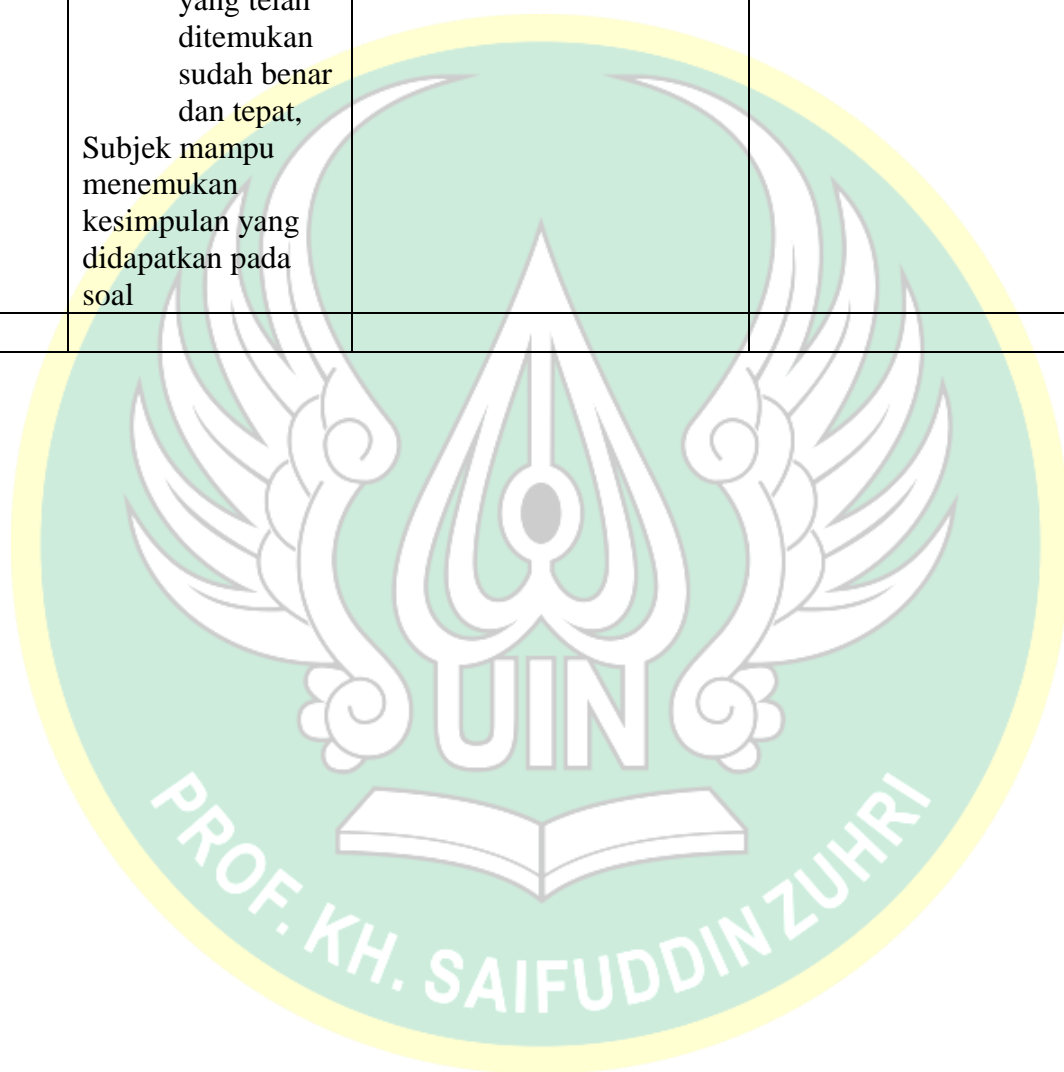 yang telah
ditemukan
sudah benar
dan tepat,
Subjek mampu
menemukan
kesimpulan yang
didapatkan pada
soal
UIN
PROF. KH. SAIFUDDIN ZUHRI